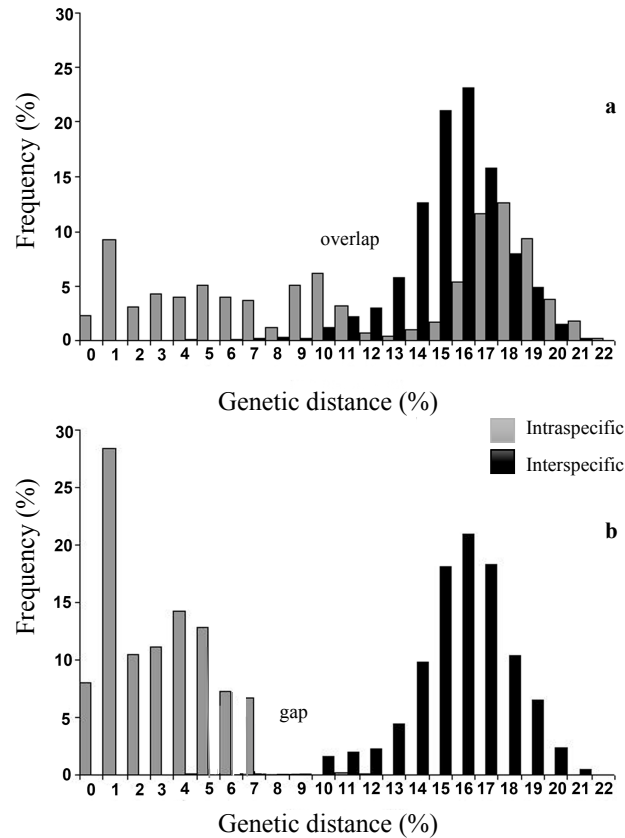 30
25
20
15
10
5
0
Frequency (%)
a
overlap
0 1 2 3 4 5 6 7 8 9 10 11 12 13 14 15 16 17 18 19 20 21 22
Genetic distance (%)
Intraspecific
Interspecific
30
25
20
15
10
5
0
Frequency (%)
b
gap
0 1 2 3 4 5 6 7 8 9 10 11 12 13 14 15 16 17 18 19 20 21 22
Genetic distance (%)